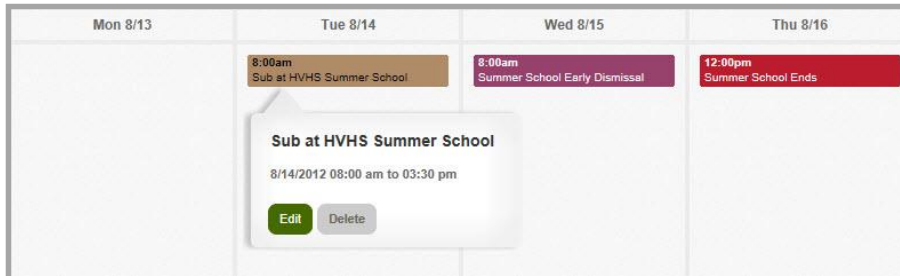 Mon 8/13
Tue 8/14
Wed 8/15
Thu 8/16
8:00am
Sub at HVHS Summer School
8:00am
Summer School Early Dismissal
12:00pm
Summer School Ends
Sub at HVHS Summer School
8/14/2012 08:00 am to 03:30 pm
Edit
Delete